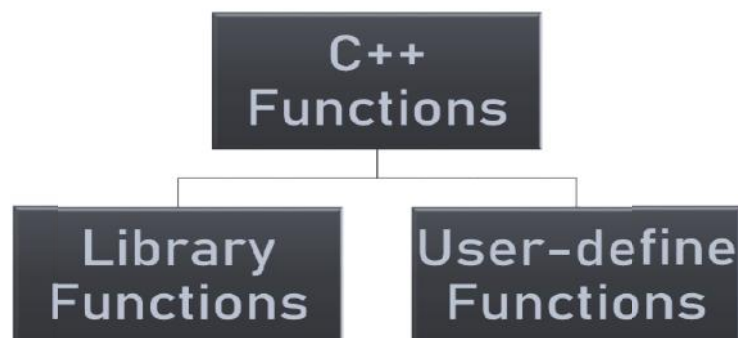 C++
Functions
Library
Functions
User-define
Functions